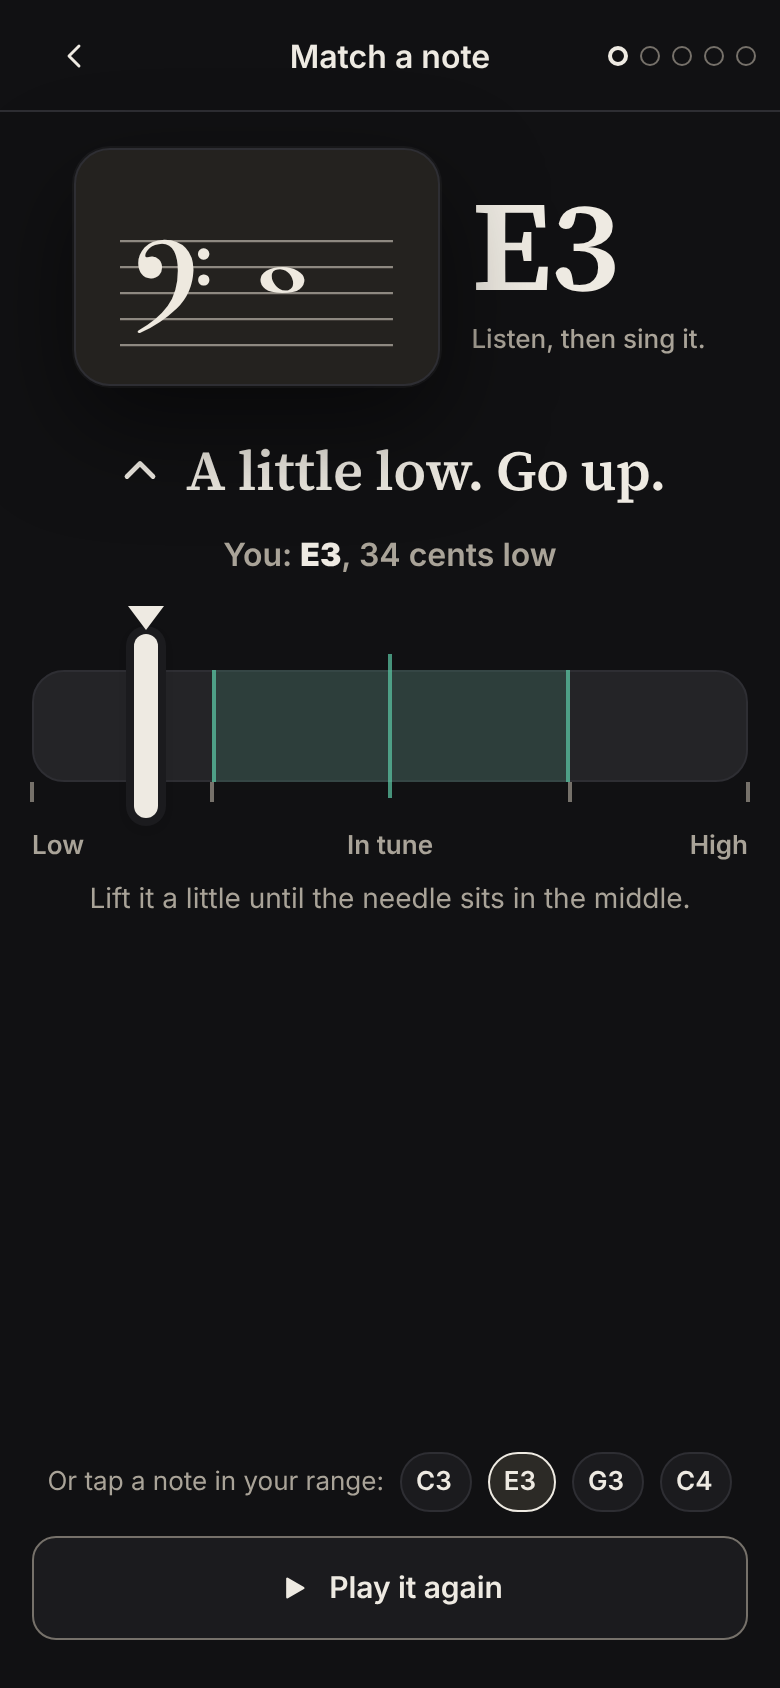 Match a note
E3
Listen, then sing it.
A little low. Go up.
You: E3, 34 cents low
Low In tune High
Lift it a little until the needle sits in the middle.
Or tap a note in your range: C3 E3 G3 C4
Play it again